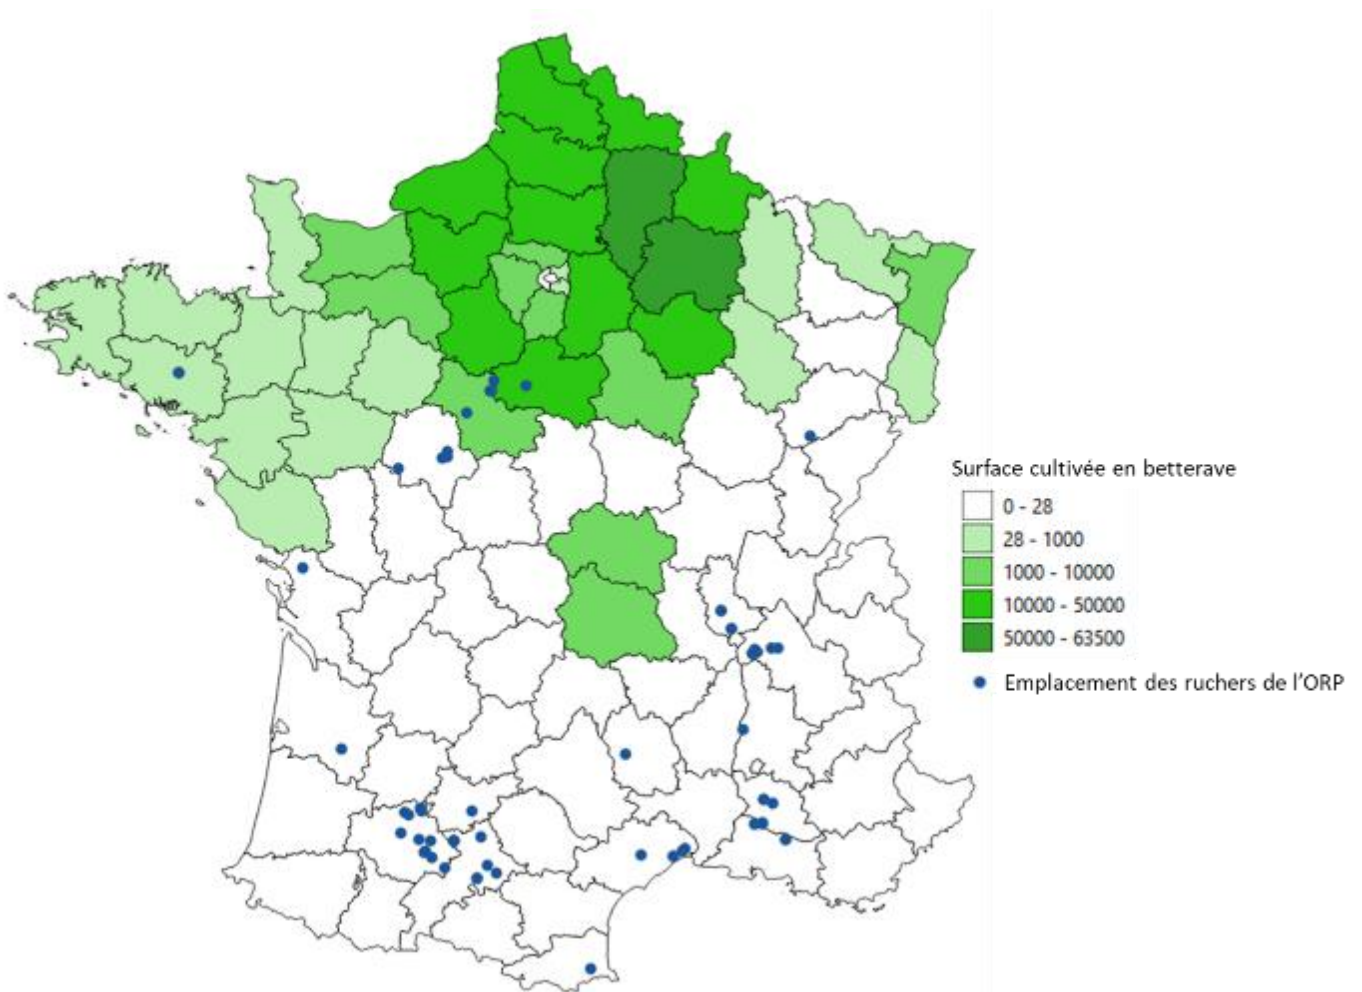 Surface cultivée en betterave
0 - 28
28 - 1000
1000 - 10000
10000 - 50000
50000 - 63500
Emplacement des ruchers de l'ORP